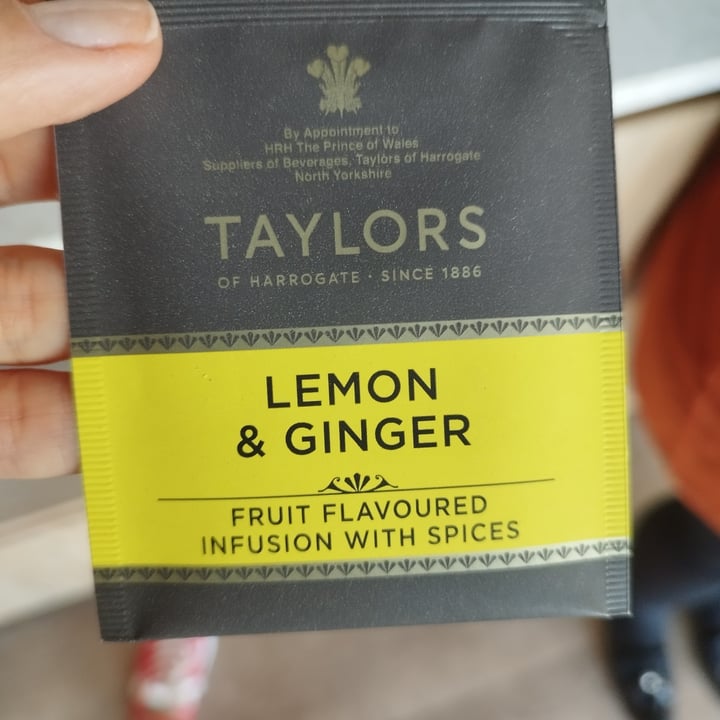 By Appointment to
HRH The Prince of Wales
Suppliers of Beverages, Taylors of Harrogate
North Yorkshire
TAYLORS
OF HARROGATE · SINCE 1886
LEMON
& GINGER
FRUIT FLAVOURED
INFUSION WITH SPICES